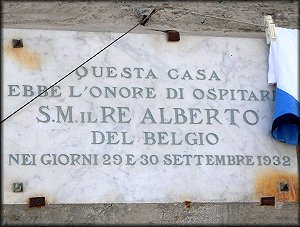 QUESTA CASA
EBBE L'ONORE DI OSPITARE
S.M. IL RE ALBERTO
DEL BELGIO
NEI GIORNI 29 E 30 SETTEMBRE 1932